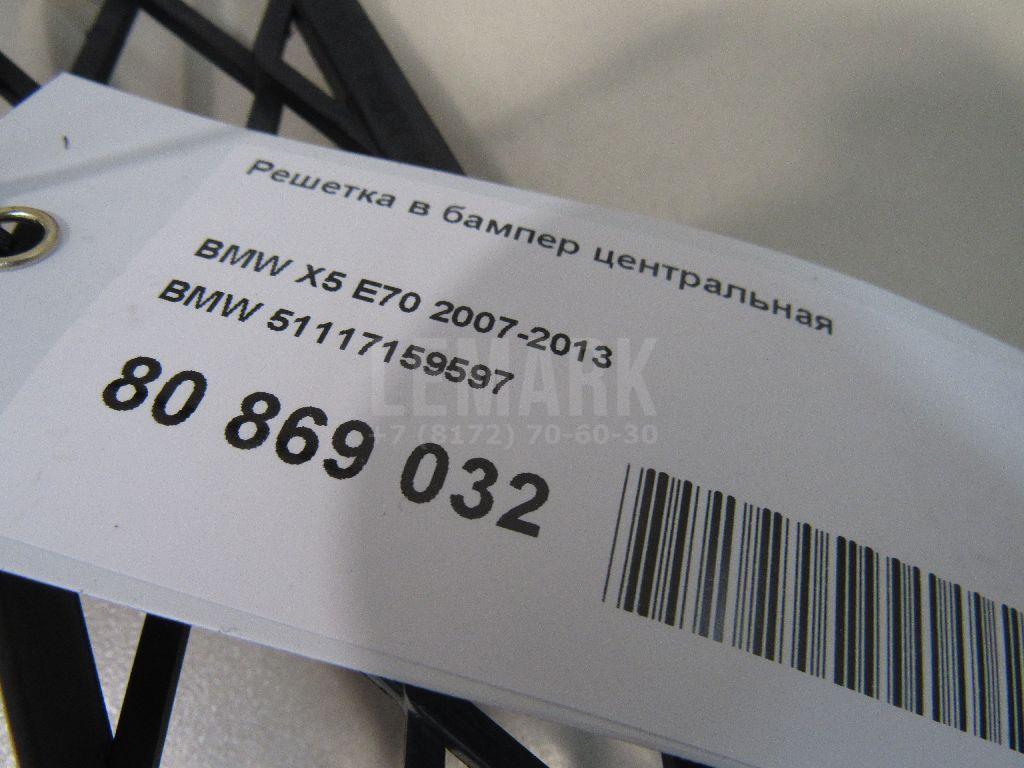 Решетка в бампер центральная
BMW X5 E70 2007-2013
BMW 51117159597
80 869 032
LEMARK
+7 (8172) 70-60-30